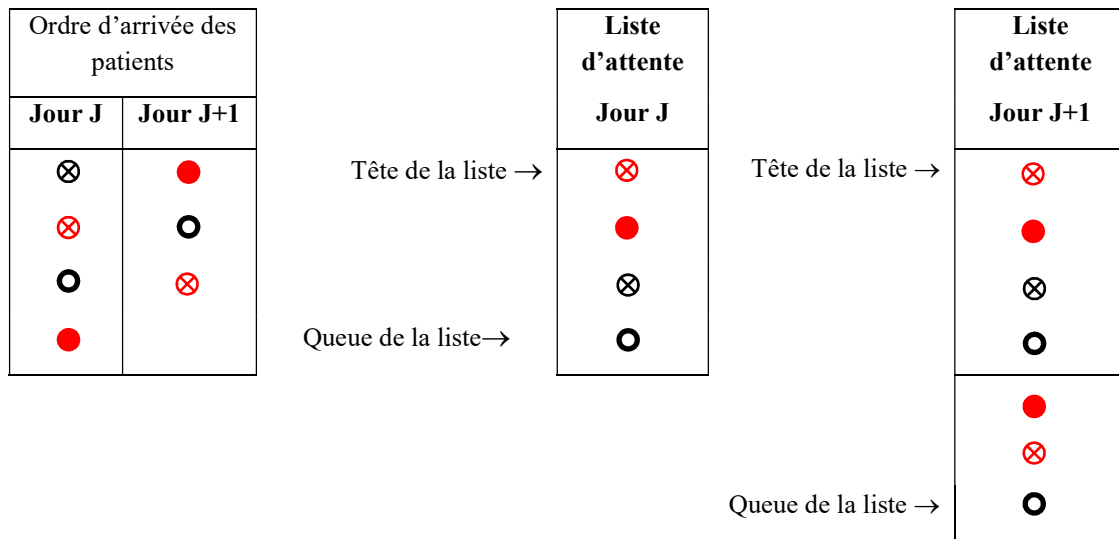 Ordre d’arrivée des
patients
Jour J
Jour J+1
Liste
d’attente
Jour J
Tête de la liste →
Queue de la liste→
Liste
d’attente
Jour J+1
Tête de la liste →
Queue de la liste →